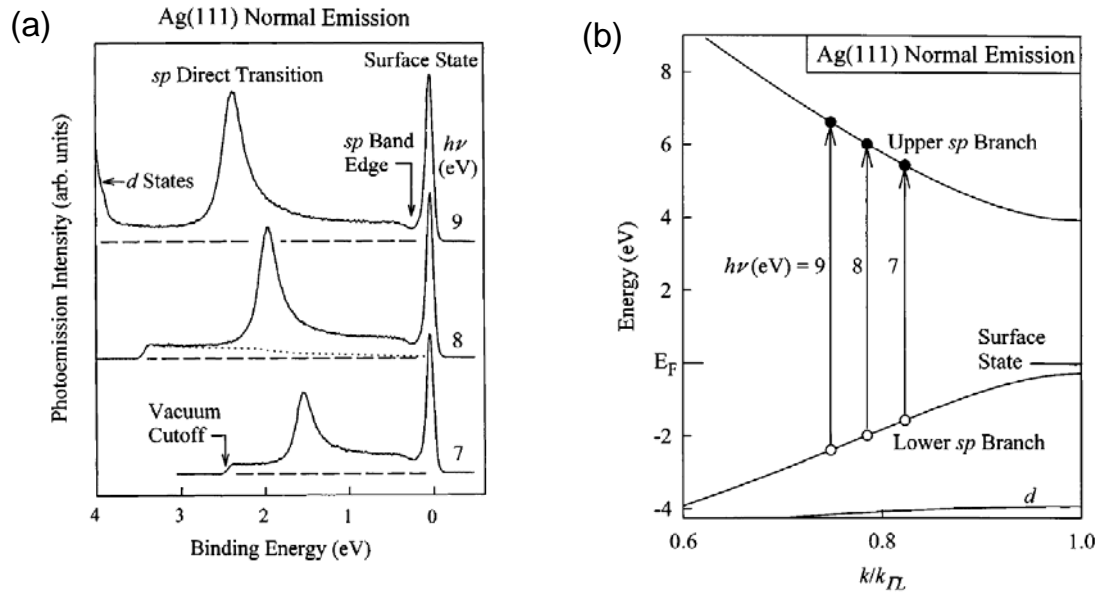 (a)
Ag(111) Normal Emission
Photoemission Intensity (arb. units)
sp Direct Transition
Surface State
d States
sp Band
Edge
hν
(eV)
9
8
Vacuum
Cutoff
7
4 3 2 1 0
Binding Energy (eV)
(b)
Ag(111) Normal Emission
Energy (eV)
8
6
Upper sp Branch
4
hν (eV) = 9 8 7
2
Surface
State
E_F
-2
Lower sp Branch
-4
d
0.6 0.8 1.0
k/k_ΓL